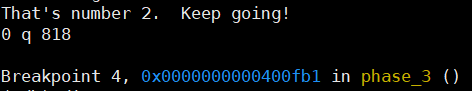 That's number 2.  Keep going!
0 q 818
Breakpoint 4, 0x0000000000400fb1 in phase_3 ()